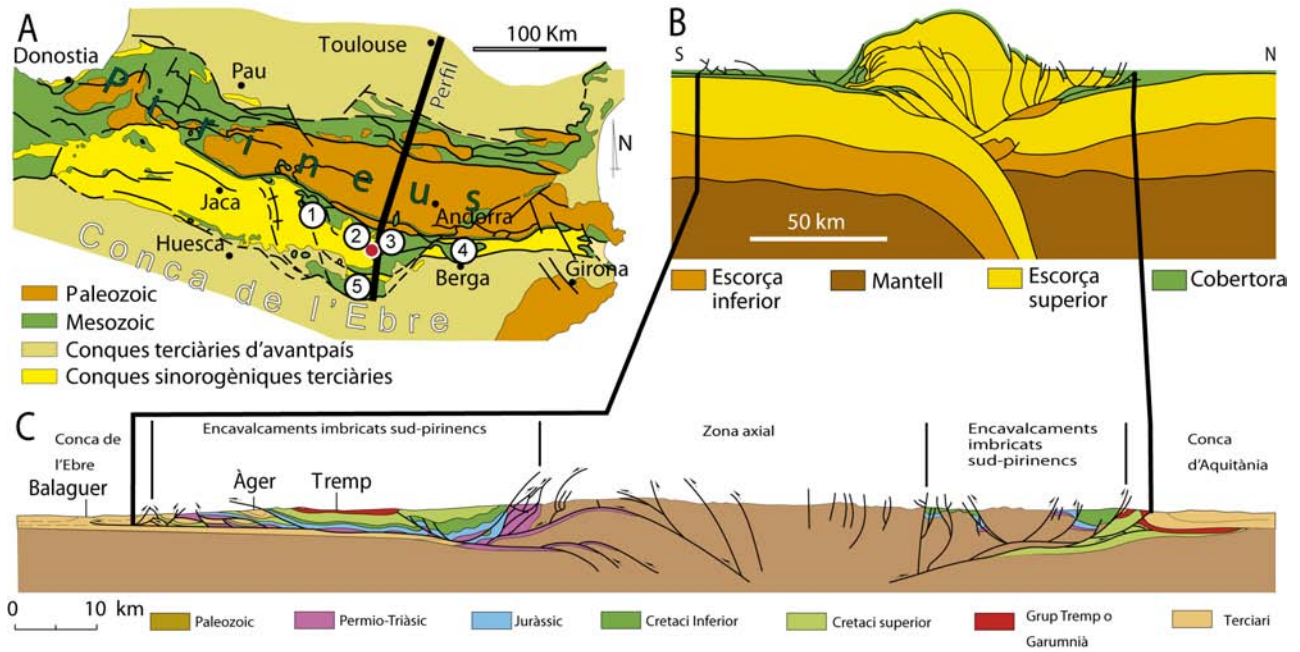 A
100 Km
Toulouse
Donostia
Pau
Perfil
N
Pirineus
Jaca
Andorra
Huesca
1
2
3
4
5
Berga
Girona
Conca de l'Ebre
Paleozoic
Mesozoic
Conques terciàries d'avantpaís
Conques sinorogèniques terciàries
B
S
N
50 km
Escorça
inferior
Mantell
Escorça
superior
Cobertora
C
Conca de
l'Ebre
Balaguer
Encavalcaments imbricats sud-pirinencs
Àger
Tremp
Zona axial
Encavalcaments
imbricats
sud-pirinencs
Conca
d'Aquitània
0 10 km
Paleozoic
Permio-Triàsic
Juràssic
Cretaci Inferior
Cretaci superior
Grup Tremp o
Garumnià
Terciari